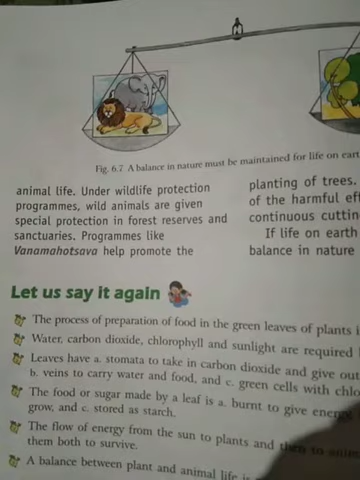 Fig. 6.7 A balance in nature must be maintained for life on
animal life. Under wildlife protection
programmes, wild animals are given
special protection in forest reserves and
sanctuaries. Programmes like
Vanamahotsava help promote the
planting of trees.
of the harmful
continuous
If life on earth
balance in nature
Let us say it again
The process of preparation of food in the green leaves of plants
Water, carbon dioxide, chlorophyll and sunlight are required
Leaves have a. stomata to take in carbon dioxide and give
b. veins to carry water and food, and c. green cells with
The food or sugar made by a leaf is a. burnt to give energy
grow, and c. stored as starch.
The flow of energy from the sun to plants and then to
them both to survive.
A balance between plant and animal life is